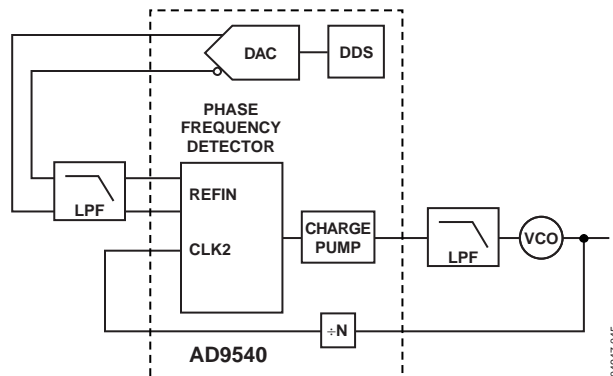 DAC
DDS
PHASE
FREQUENCY
DETECTOR
REFIN
LPF
CLK2
CHARGE
PUMP
LPF
VCO
÷N
AD9540